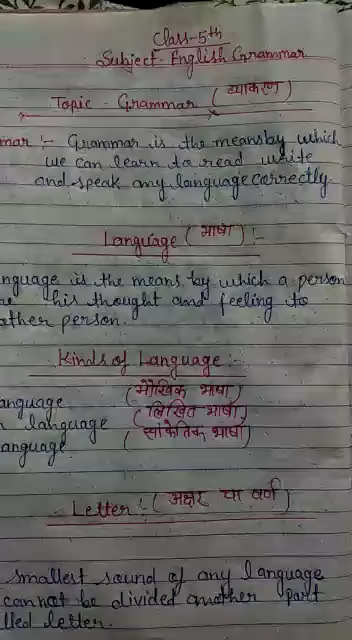 Class-5th
Subject- English Grammar
Topic - Grammar (व्याकरण)
mar :- Grammar is the meansby which
we can learn to read write
and speak any language correctly
Language (भाषा) :-
nguage is the means by which a person
his thought and feeling to
other person.
Kinds of Language :-
anguage (मौखिक भाषा)
language (लिखित भाषा)
anguage (सांकेतिक भाषा)
Letter :- (अक्षर या वर्ण)
smallest sound of any language
cannot be divided another part
lled letter.